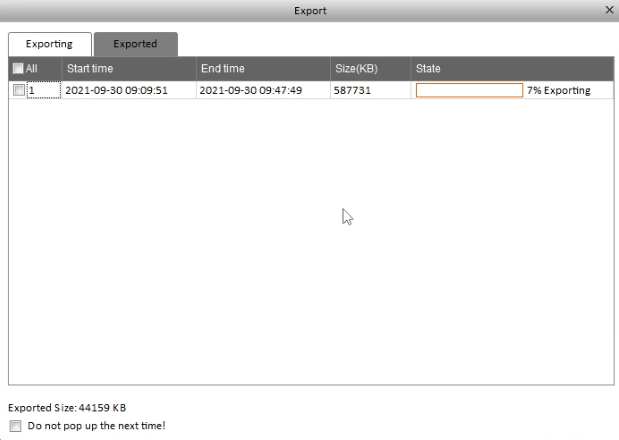 Export
Exporting Exported
All Start time End time Size(KB) State
1 2021-09-30 09:09:51 2021-09-30 09:47:49 587731 7% Exporting
Exported Size: 44159 KB
Do not pop up the next time!